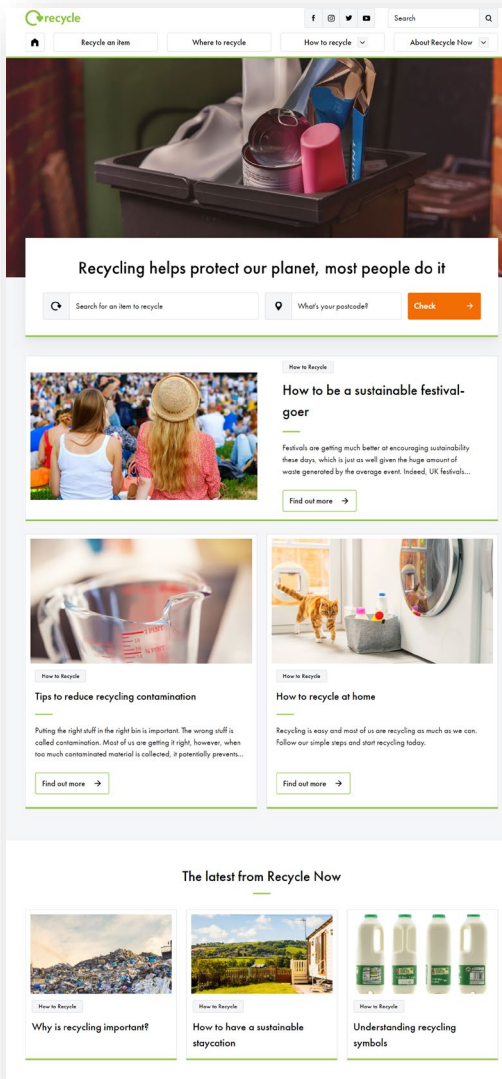 recycle
Search
Recycle an item
Where to recycle
How to recycle
About Recycle Now
Recycling helps protect our planet, most people do it
Search for an item to recycle
What's your postcode?
Check
How to Recycle
How to be a sustainable festival-
goer
Festivals are getting much better at encouraging sustainability
these days, which is just as well given the huge amount of
waste generated by the average event. Indeed, UK festivals...
Find out more
1 PINT
¾ PINT
How to Recycle
Tips to reduce recycling contamination
Putting the right stuff in the right bin is important. The wrong stuff is
called contamination. Most of us are getting it right, however, when
too much contaminated material is collected, it potentially prevents...
Find out more
How to Recycle
How to recycle at home
Recycling is easy and most of us are recycling as much as we can.
Follow our simple steps and start recycling today.
Find out more
The latest from Recycle Now
How to Recycle
Why is recycling important?
How to Recycle
How to have a sustainable
staycation
How to Recycle
Understanding recycling
symbols